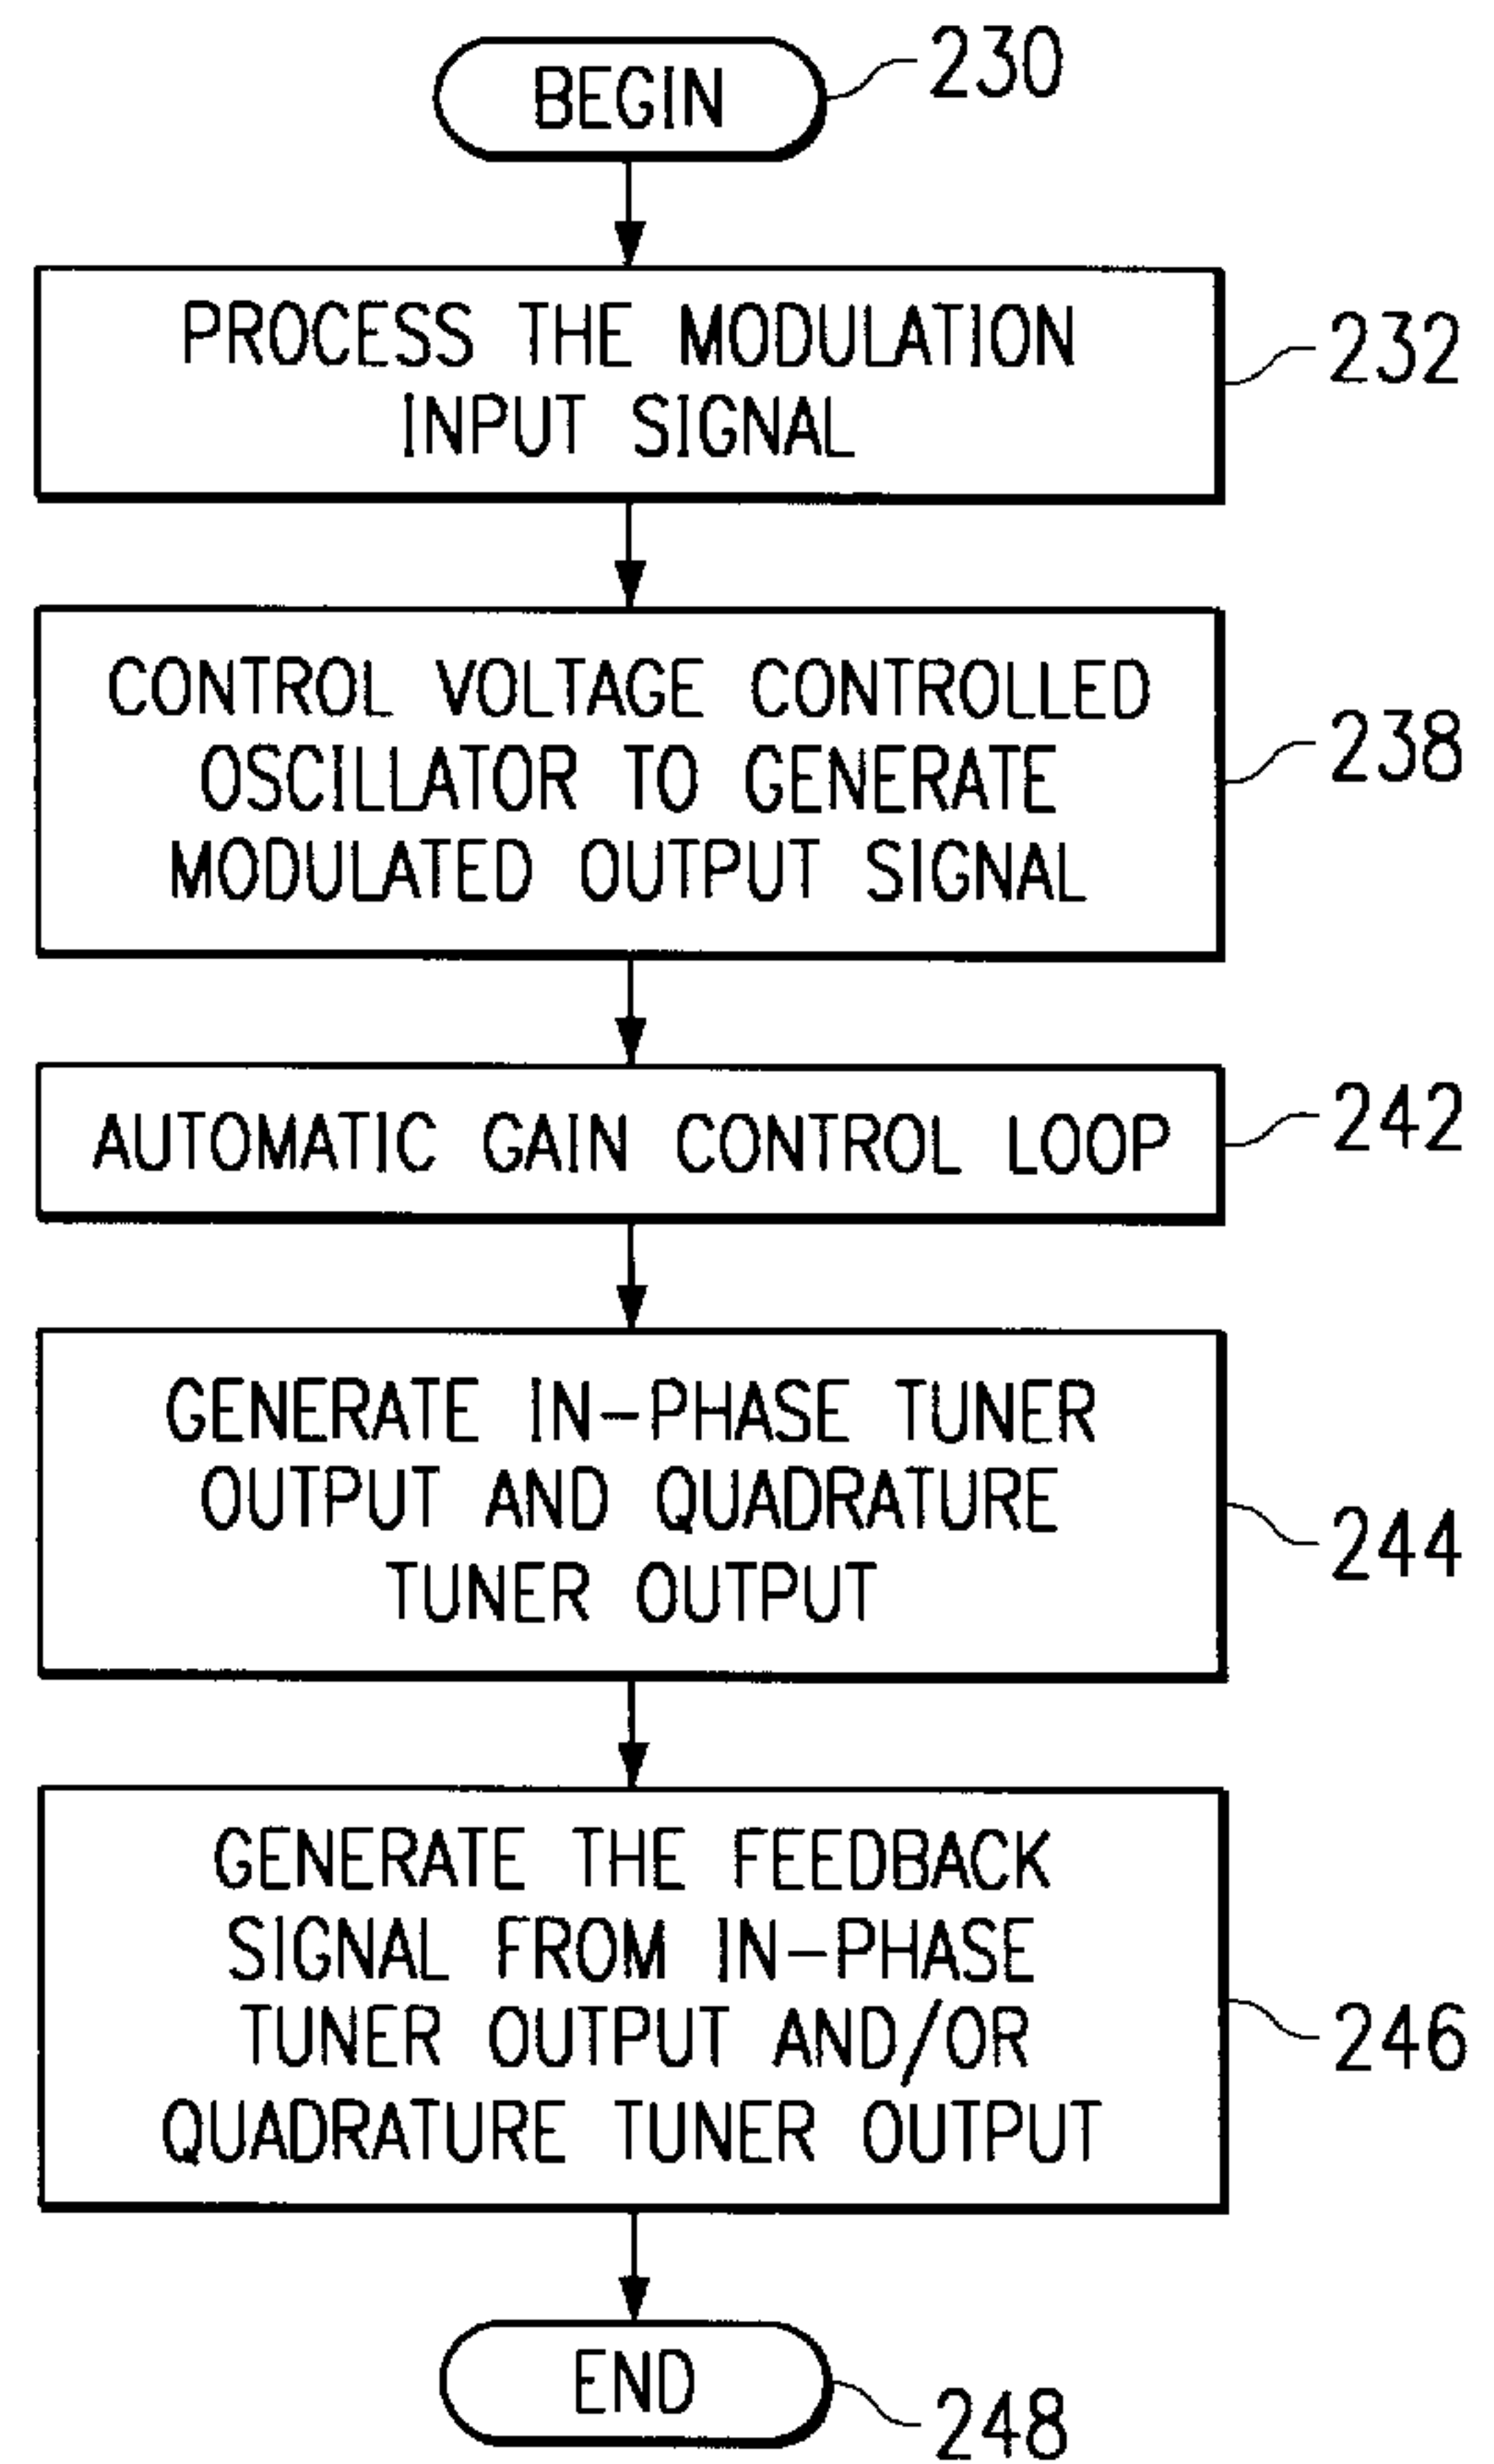 BEGIN
230
PROCESS THE MODULATION
INPUT SIGNAL
232
CONTROL VOLTAGE CONTROLLED
OSCILLATOR TO GENERATE
MODULATED OUTPUT SIGNAL
238
AUTOMATIC GAIN CONTROL LOOP
242
GENERATE IN-PHASE TUNER
OUTPUT AND QUADRATURE
TUNER OUTPUT
244
GENERATE THE FEEDBACK
SIGNAL FROM IN-PHASE
TUNER OUTPUT AND/OR
QUADRATURE TUNER OUTPUT
246
END
248